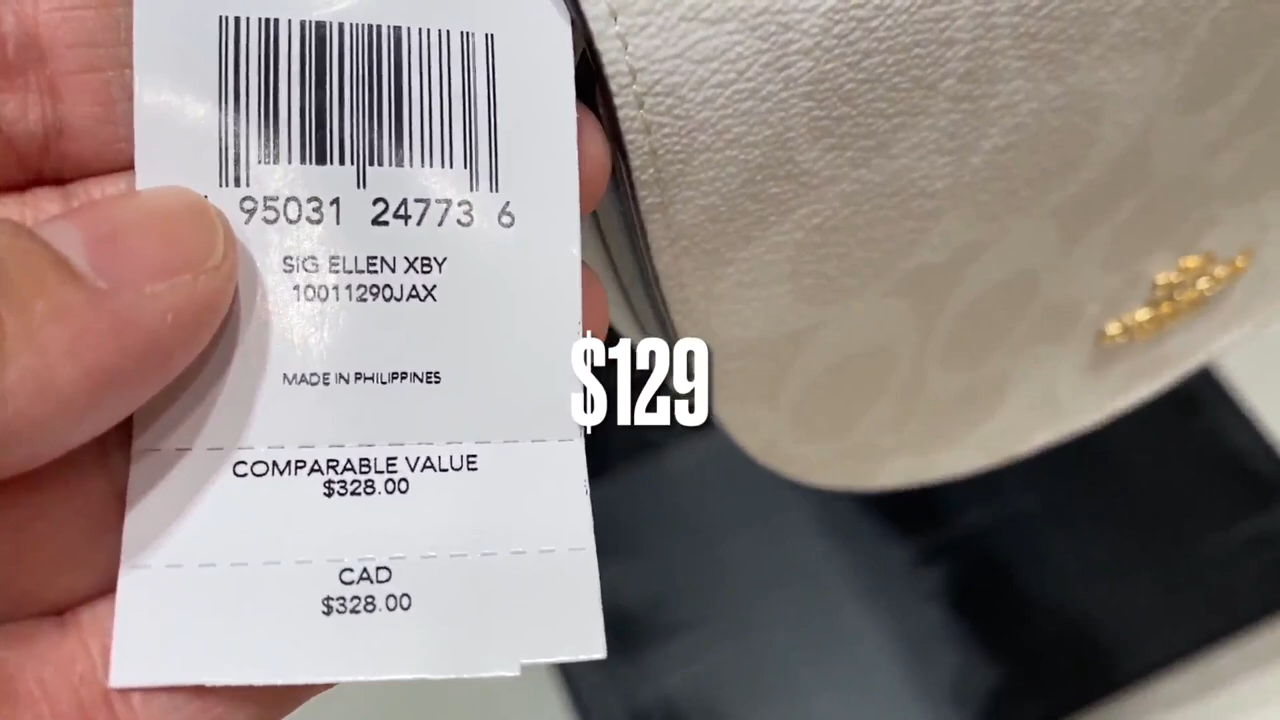 95031 24773 6
SIG ELLEN XBY
10011290JAX
MADE IN PHILIPPINES
$129
COMPARABLE VALUE
$328.00
CAD
$328.00